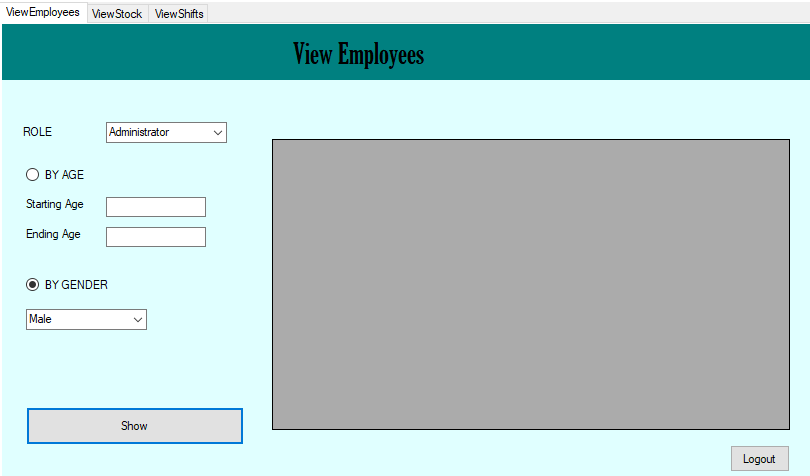 ViewEmployees ViewStock ViewShifts
View Employees
ROLE Administrator
BY AGE
Starting Age
Ending Age
BY GENDER
Male
Show
Logout